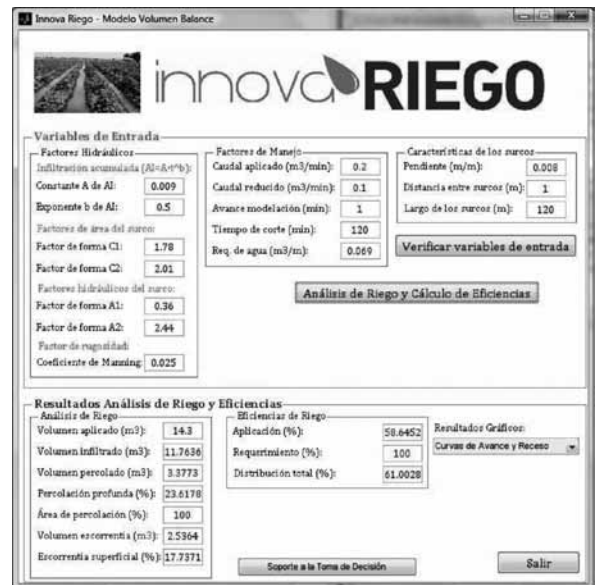 Innova Riego - Modelo Volumen Balance
innova RIEGO
Variables de Entrada
Factores Hidráulicos
Infiltración acumulada (AI=A*t^b):
Constante A de AI: 0.009
Exponente b de AI: 0.5
Factores de área del surco:
Factor de forma C1: 1.78
Factor de forma C2: 2.01
Factores hidráulicos del surco:
Factor de forma A1: 0.36
Factor de forma A2: 2.44
Factor de rugosidad:
Coeficiente de Manning: 0.025
Factores de Manejo
Caudal aplicado (m3/min): 0.2
Caudal reducido (m3/min): 0.1
Avance modelación (min): 1
Tiempo de corte (min): 120
Req. de agua (m3/m): 0.069
Características de los surcos
Pendiente (m/m): 0.008
Distancia entre surcos (m): 1
Largo de los surcos (m): 120
Verificar variables de entrada
Análisis de Riego y Cálculo de Eficiencias
Resultados Análisis de Riego y Eficiencias
Análisis de Riego
Volumen aplicado (m3): 14.3
Volumen infiltrado (m3): 11.7636
Volumen percolado (m3): 3.3773
Percolación profunda (%): 23.6178
Área de percolación (%): 100
Volumen escorrentia (m3): 2.5364
Escorrentia superficial (%): 17.7371
Eficiencias de Riego
Aplicación (%): 58.6452
Requerimiento (%): 100
Distribución total (%): 61.0028
Resultados Gráficos:
Curvas de Avance y Receso
Soporte a la Toma de Decisión
Salir